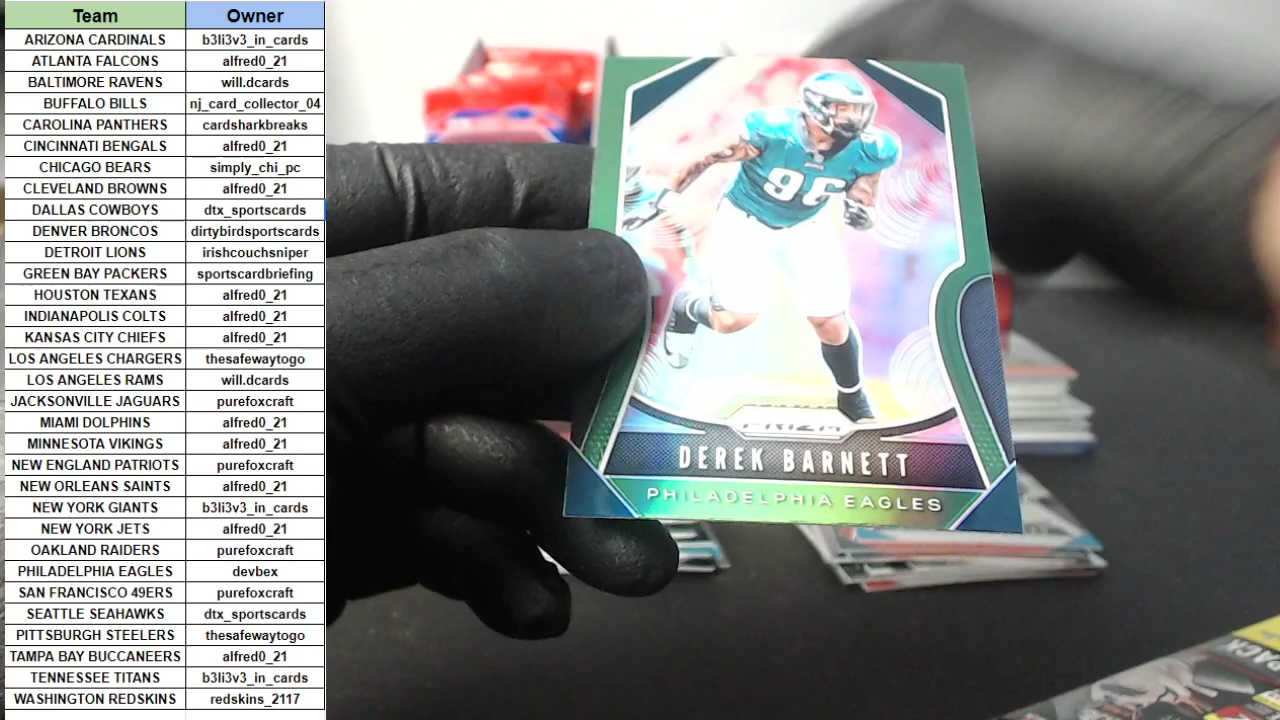 Team Owner
ARIZONA CARDINALS b3li3v3_in_cards
ATLANTA FALCONS alfred0_21
BALTIMORE RAVENS will.dcards
BUFFALO BILLS nj_card_collector_04
CAROLINA PANTHERS cardsharkbreaks
CINCINNATI BENGALS alfred0_21
CHICAGO BEARS simply_chi_pc
CLEVELAND BROWNS alfred0_21
DALLAS COWBOYS dtx_sportscards
DENVER BRONCOS dirtybirdsportscards
DETROIT LIONS irishcouchsniper
GREEN BAY PACKERS sportscardbriefing
HOUSTON TEXANS alfred0_21
INDIANAPOLIS COLTS alfred0_21
KANSAS CITY CHIEFS alfred0_21
LOS ANGELES CHARGERS thesafewaytogo
LOS ANGELES RAMS will.dcards
JACKSONVILLE JAGUARS purefoxcraft
MIAMI DOLPHINS alfred0_21
MINNESOTA VIKINGS alfred0_21
NEW ENGLAND PATRIOTS purefoxcraft
NEW ORLEANS SAINTS alfred0_21
NEW YORK GIANTS b3li3v3_in_cards
NEW YORK JETS alfred0_21
OAKLAND RAIDERS purefoxcraft
PHILADELPHIA EAGLES devbex
SAN FRANCISCO 49ERS purefoxcraft
SEATTLE SEAHAWKS dtx_sportscards
PITTSBURGH STEELERS thesafewaytogo
TAMPA BAY BUCCANEERS alfred0_21
TENNESSEE TITANS b3li3v3_in_cards
WASHINGTON REDSKINS redskins_2117
96
PRIZM
DEREK BARNETT
PHILADELPHIA EAGLES
PACK